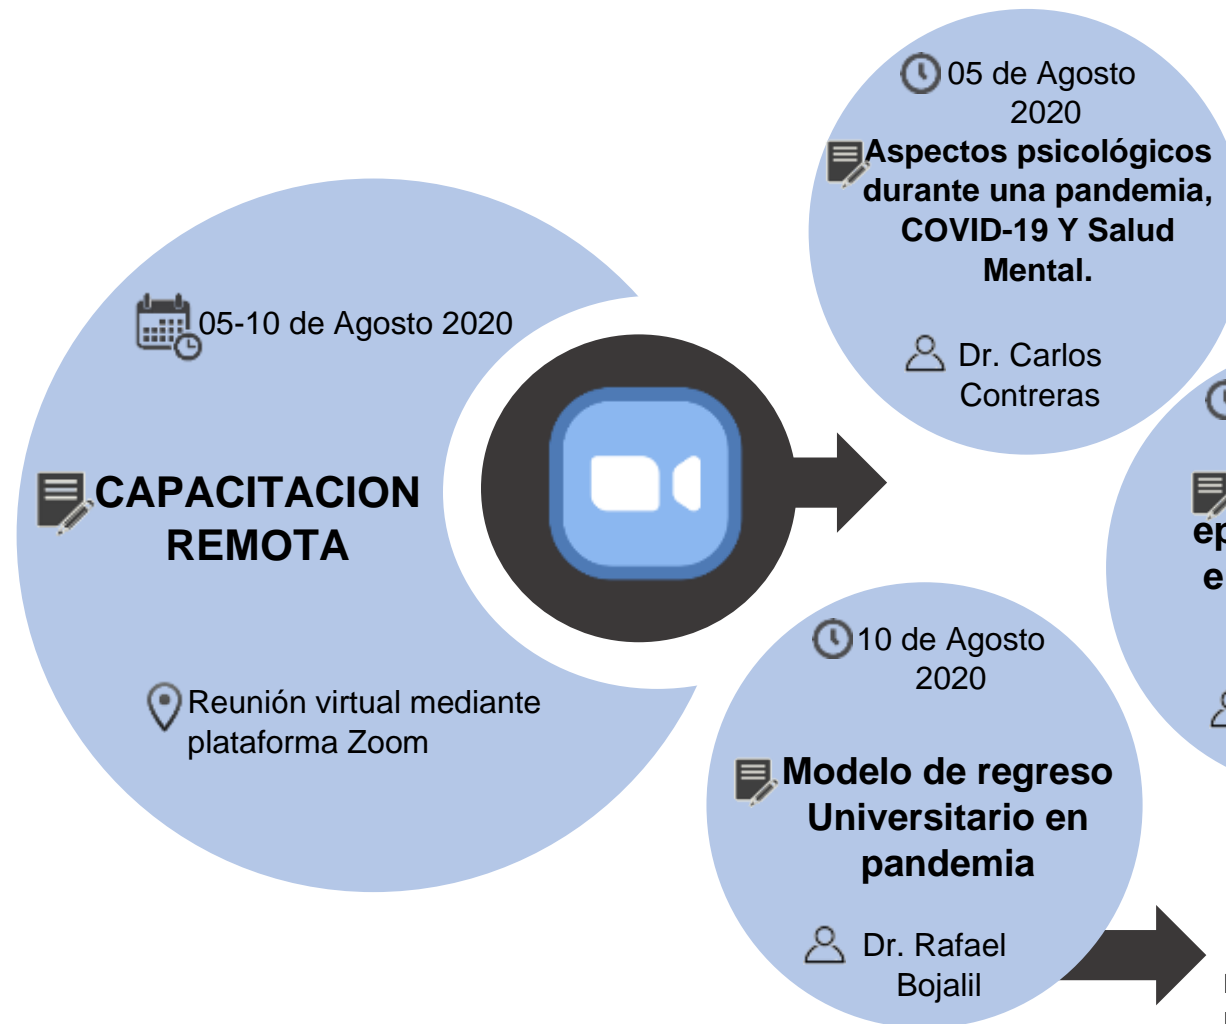 05-10 de Agosto 2020
CAPACITACION
REMOTA
Reunión virtual mediante
plataforma Zoom
05 de Agosto
2020
Aspectos psicológicos
durante una pandemia,
COVID-19 Y Salud
Mental.
Dr. Carlos
Contreras
10 de Agosto
2020
Modelo de regreso
Universitario en
pandemia
Dr. Rafael
Bojalil